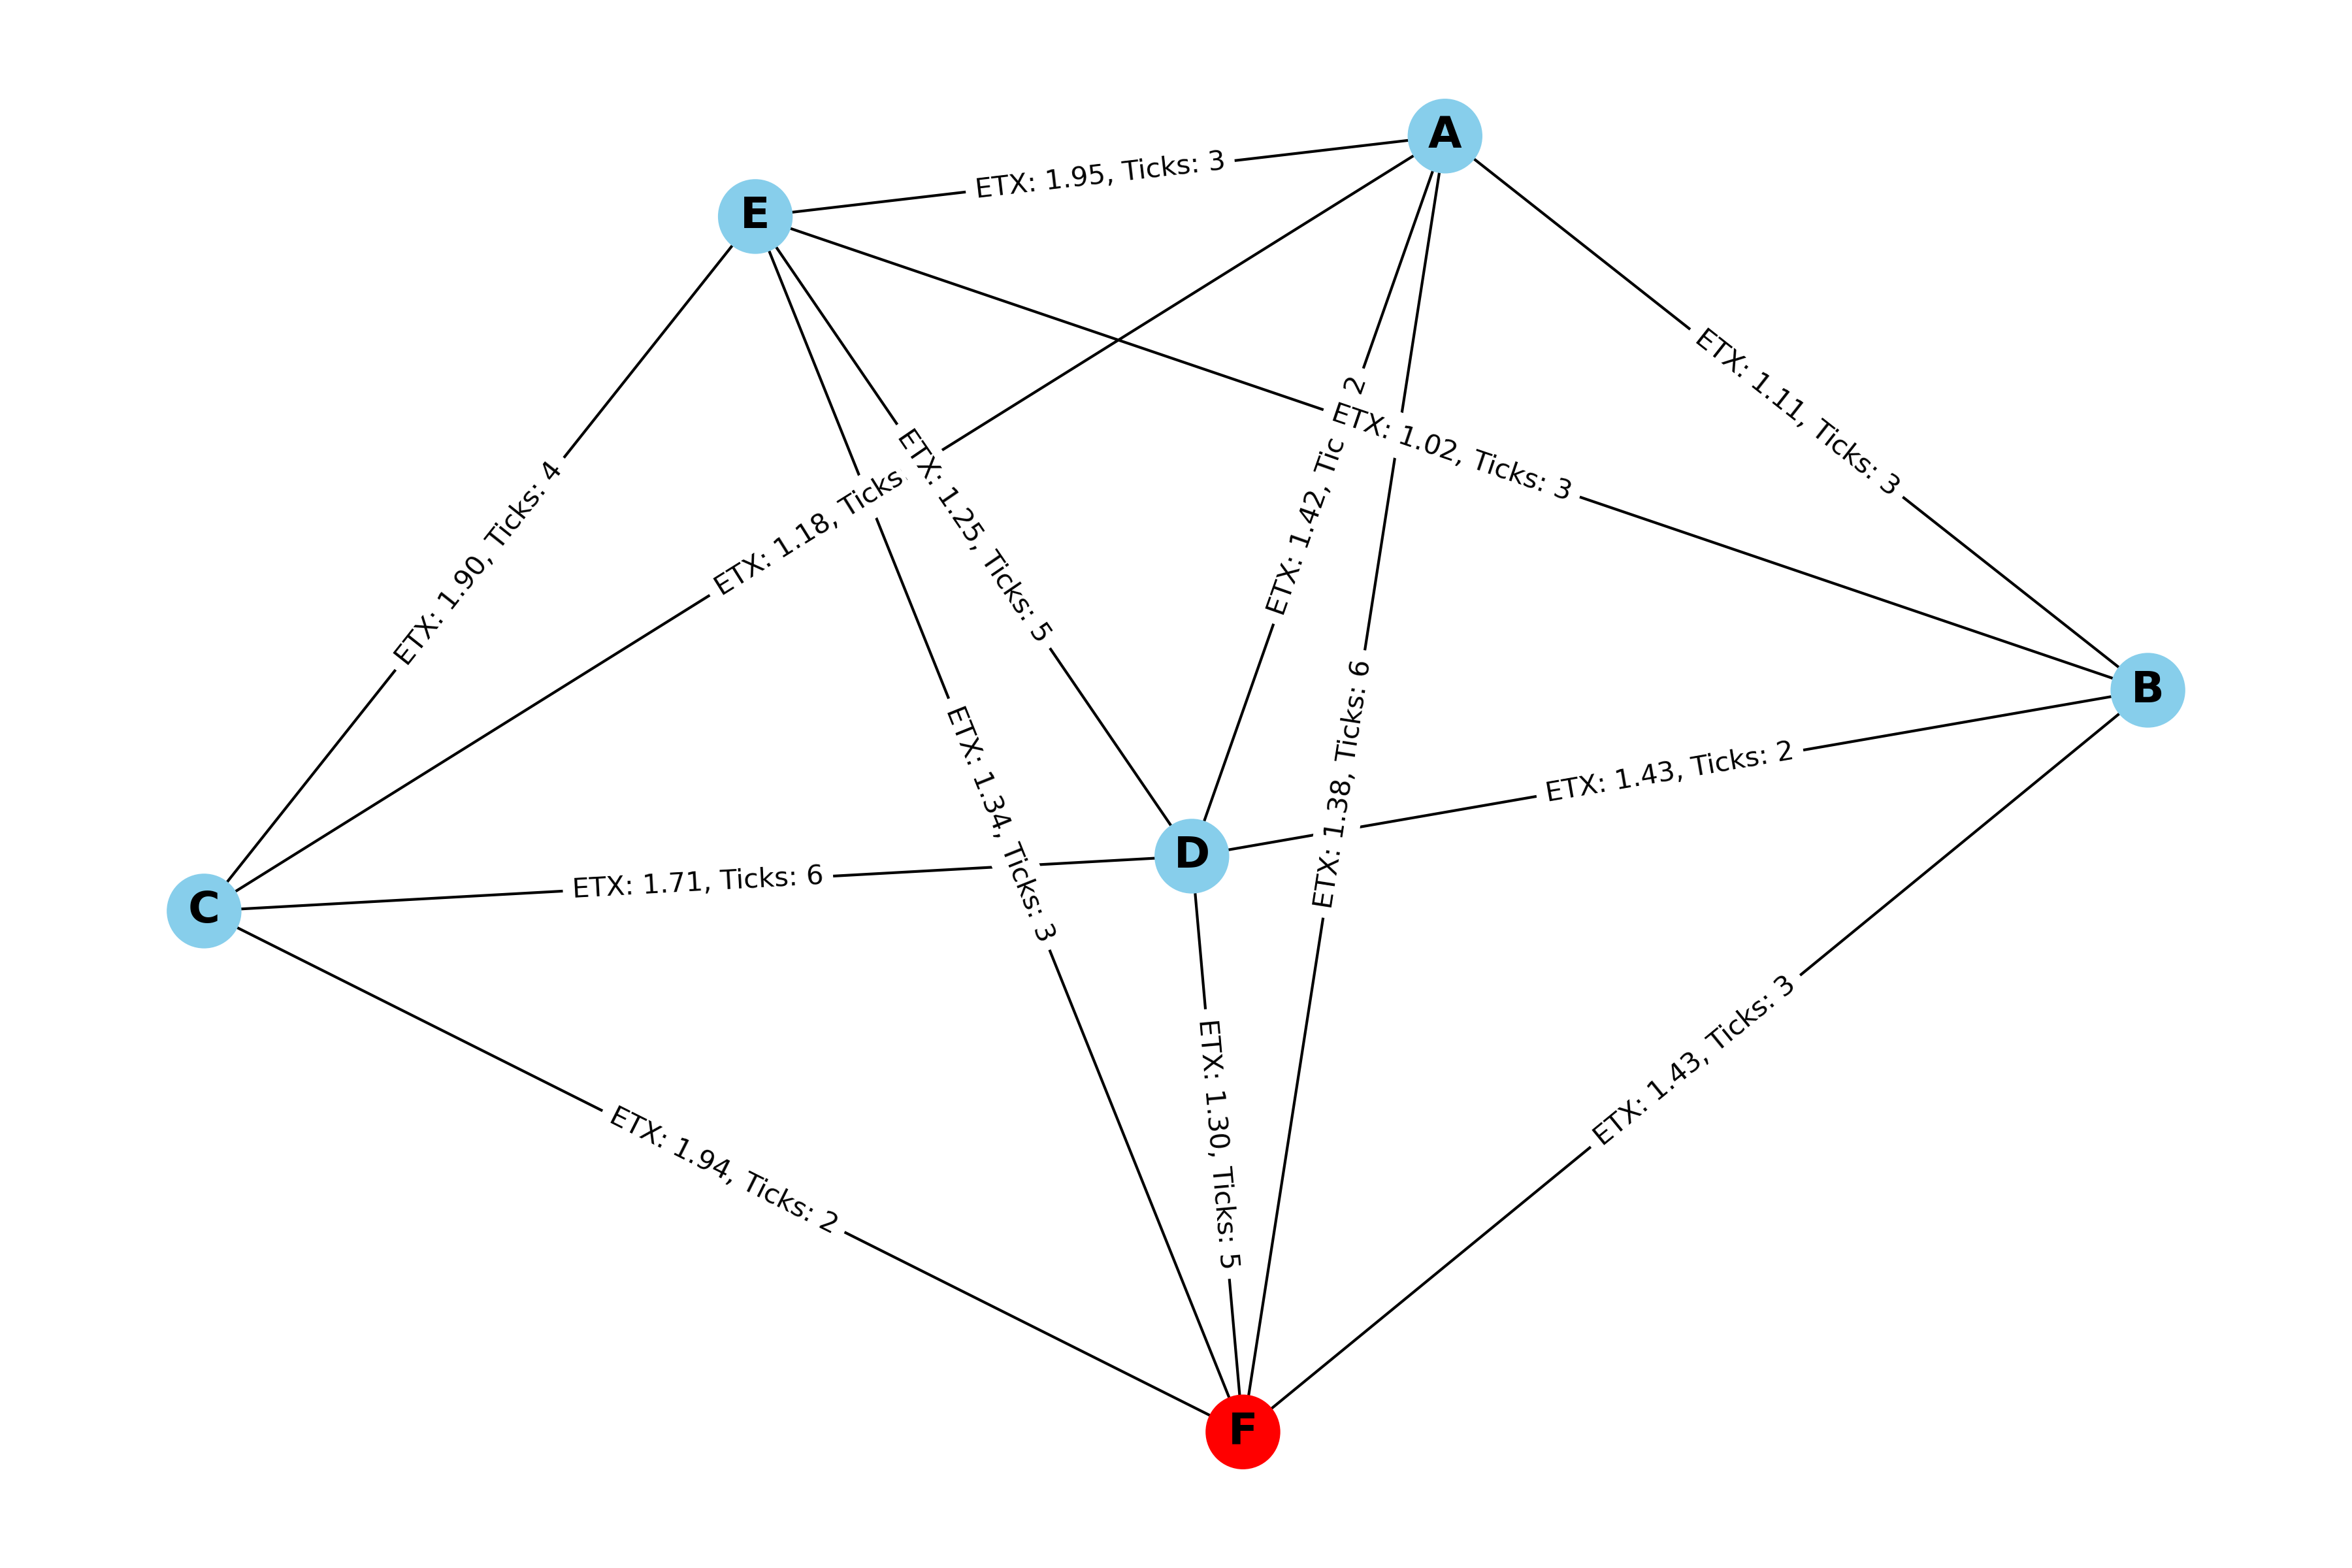 A
ETX: 1.95, Ticks: 3
E
ETX: 1.11, Ticks: 3
ETX: 1.02, Ticks: 3
ETX: 1.42, 2
ETX: 1.25, Ticks: 5
ETX: 1.18, Ticks
ETX: 1.90, Ticks: 4
ETX: 1.38, Ticks: 6
B
ETX: 1.43, Ticks: 2
ETX: 1.34, Ticks: 3
D
ETX: 1.71, Ticks: 6
C
ETX: 1.30, Ticks: 5
ETX: 1.43, Ticks: 3
ETX: 1.94, Ticks: 2
F